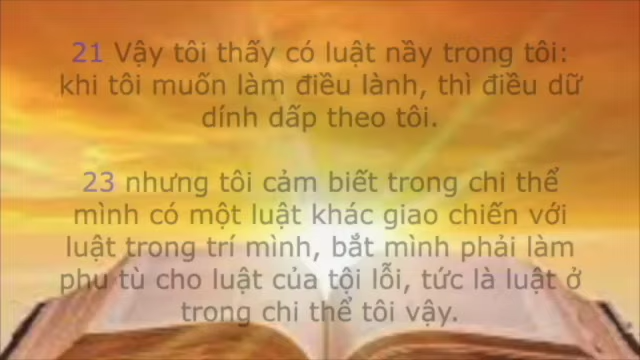 21 Vậy tôi thấy có luật nầy trong tôi:
khi tôi muốn làm điều lành, thì điều dữ
dính dấp theo tôi.
23 nhưng tôi cảm biết trong chi thể
mình có một luật khác giao chiến với
luật trong trí mình, bắt mình phải làm
phu tù cho luật của tội lỗi, tức là luật ở
trong chi thể tôi vậy.